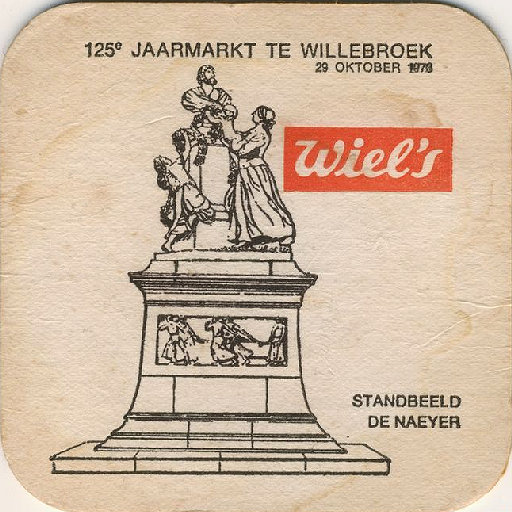 125e JAARMARKT TE WILLEBROEK
29 OKTOBER 1978
Wiel's
STANDBEELD
DE NAEYER